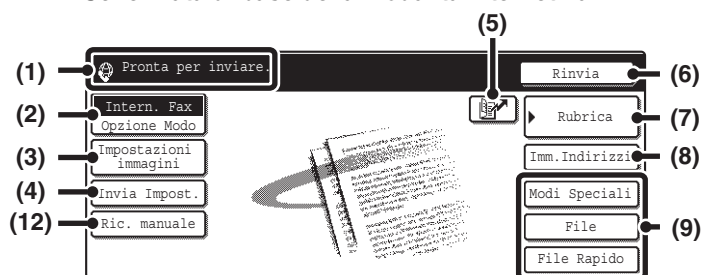 (5)
(1)
Pronta per inviare.
Rinvia
(6)
(2)
Intern. Fax
Opzione Modo
Rubrica
(7)
(3)
Impostazioni
immagini
Imm.Indirizzi
(8)
(4)
Invia Impost.
Modi Speciali
(12)
Ric. manuale
File
(9)
File Rapido